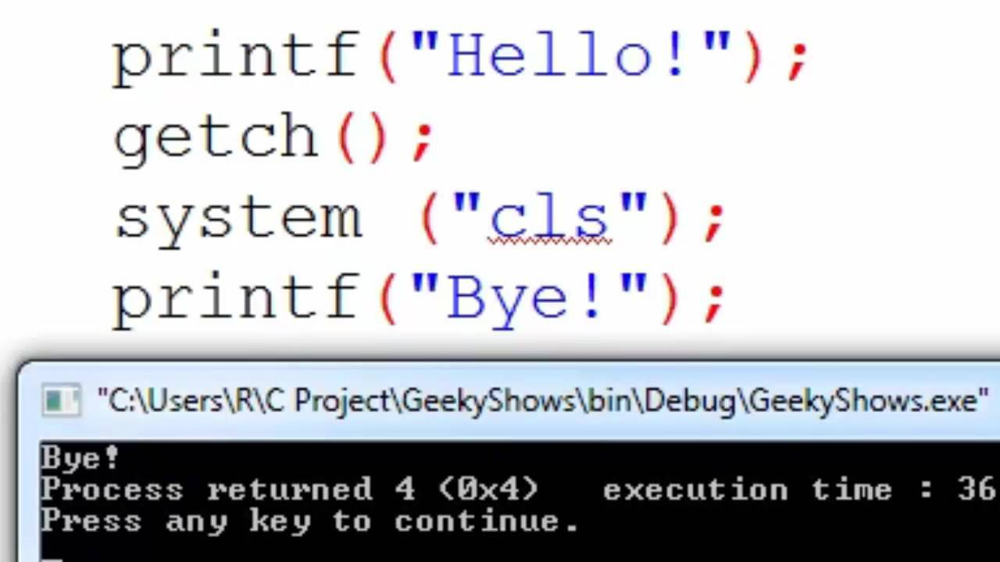 printf("Hello!");
getch();
system ("cls");
printf("Bye!");
"C:\Users\R\C Project\GeekyShows\bin\Debug\GeekyShows.exe"
Bye!
Process returned 4 (0x4)   execution time : 36
Press any key to continue.